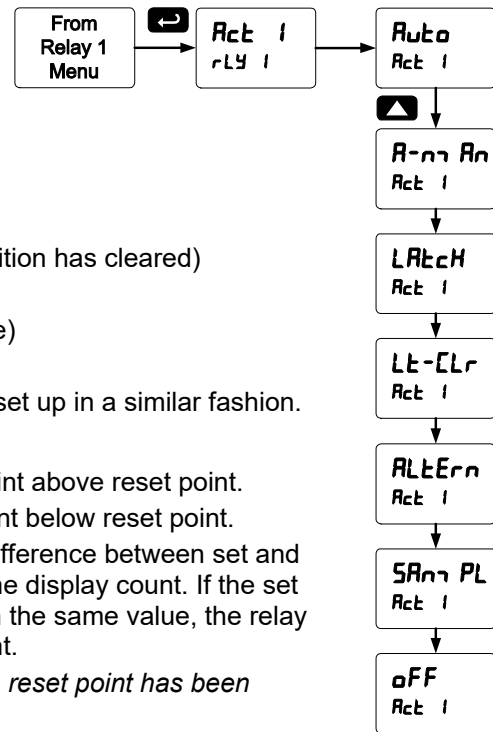 From
Relay 1
Menu
Act 1
rLY 1
Auto
Act 1
A-nn An
Act 1
LAtcH
Act 1
Lt-CLr
Act 1
ALtErn
Act 1
SAnn PL
Act 1
oFF
Act 1
ition has cleared)
e)
set up in a similar fashion.
int above reset point.
nt below reset point.
fference between set and
he display count. If the set
n the same value, the relay
nt.
reset point has been